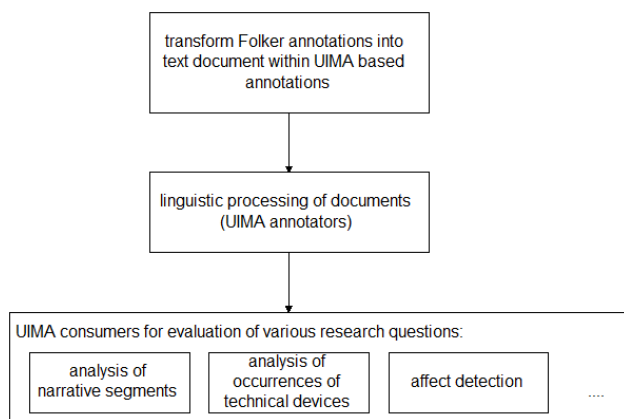 transform Folker annotations into
text document within UIMA based
annotations
linguistic processing of documents
(UIMA annotators)
UIMA consumers for evaluation of various research questions:
analysis of
narrative segments
analysis of
occurrences of
technical devices
affect detection
....